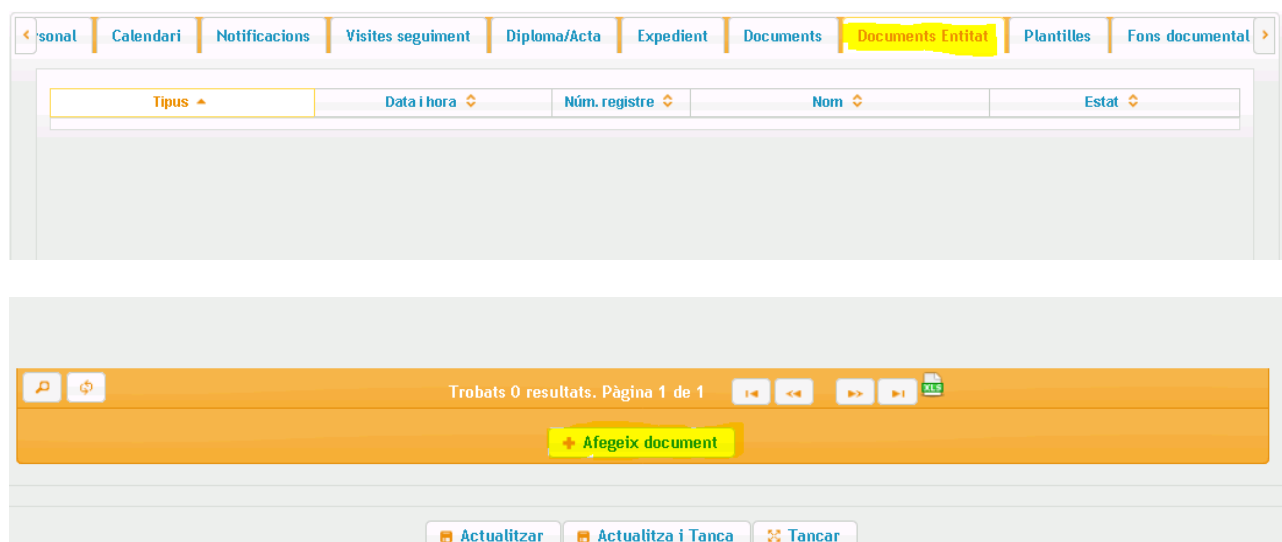 rsonal Calendari Notificacions Visites seguiment Diploma/Acta Expedient Documents Documents Entitat Plantilles Fons documental
Tipus Data i hora Núm. registre Nom Estat
Trobats 0 resultats. Pàgina 1 de 1 XLS
Afegeix document
Actualitzar Actualitza i Tanca Tancar